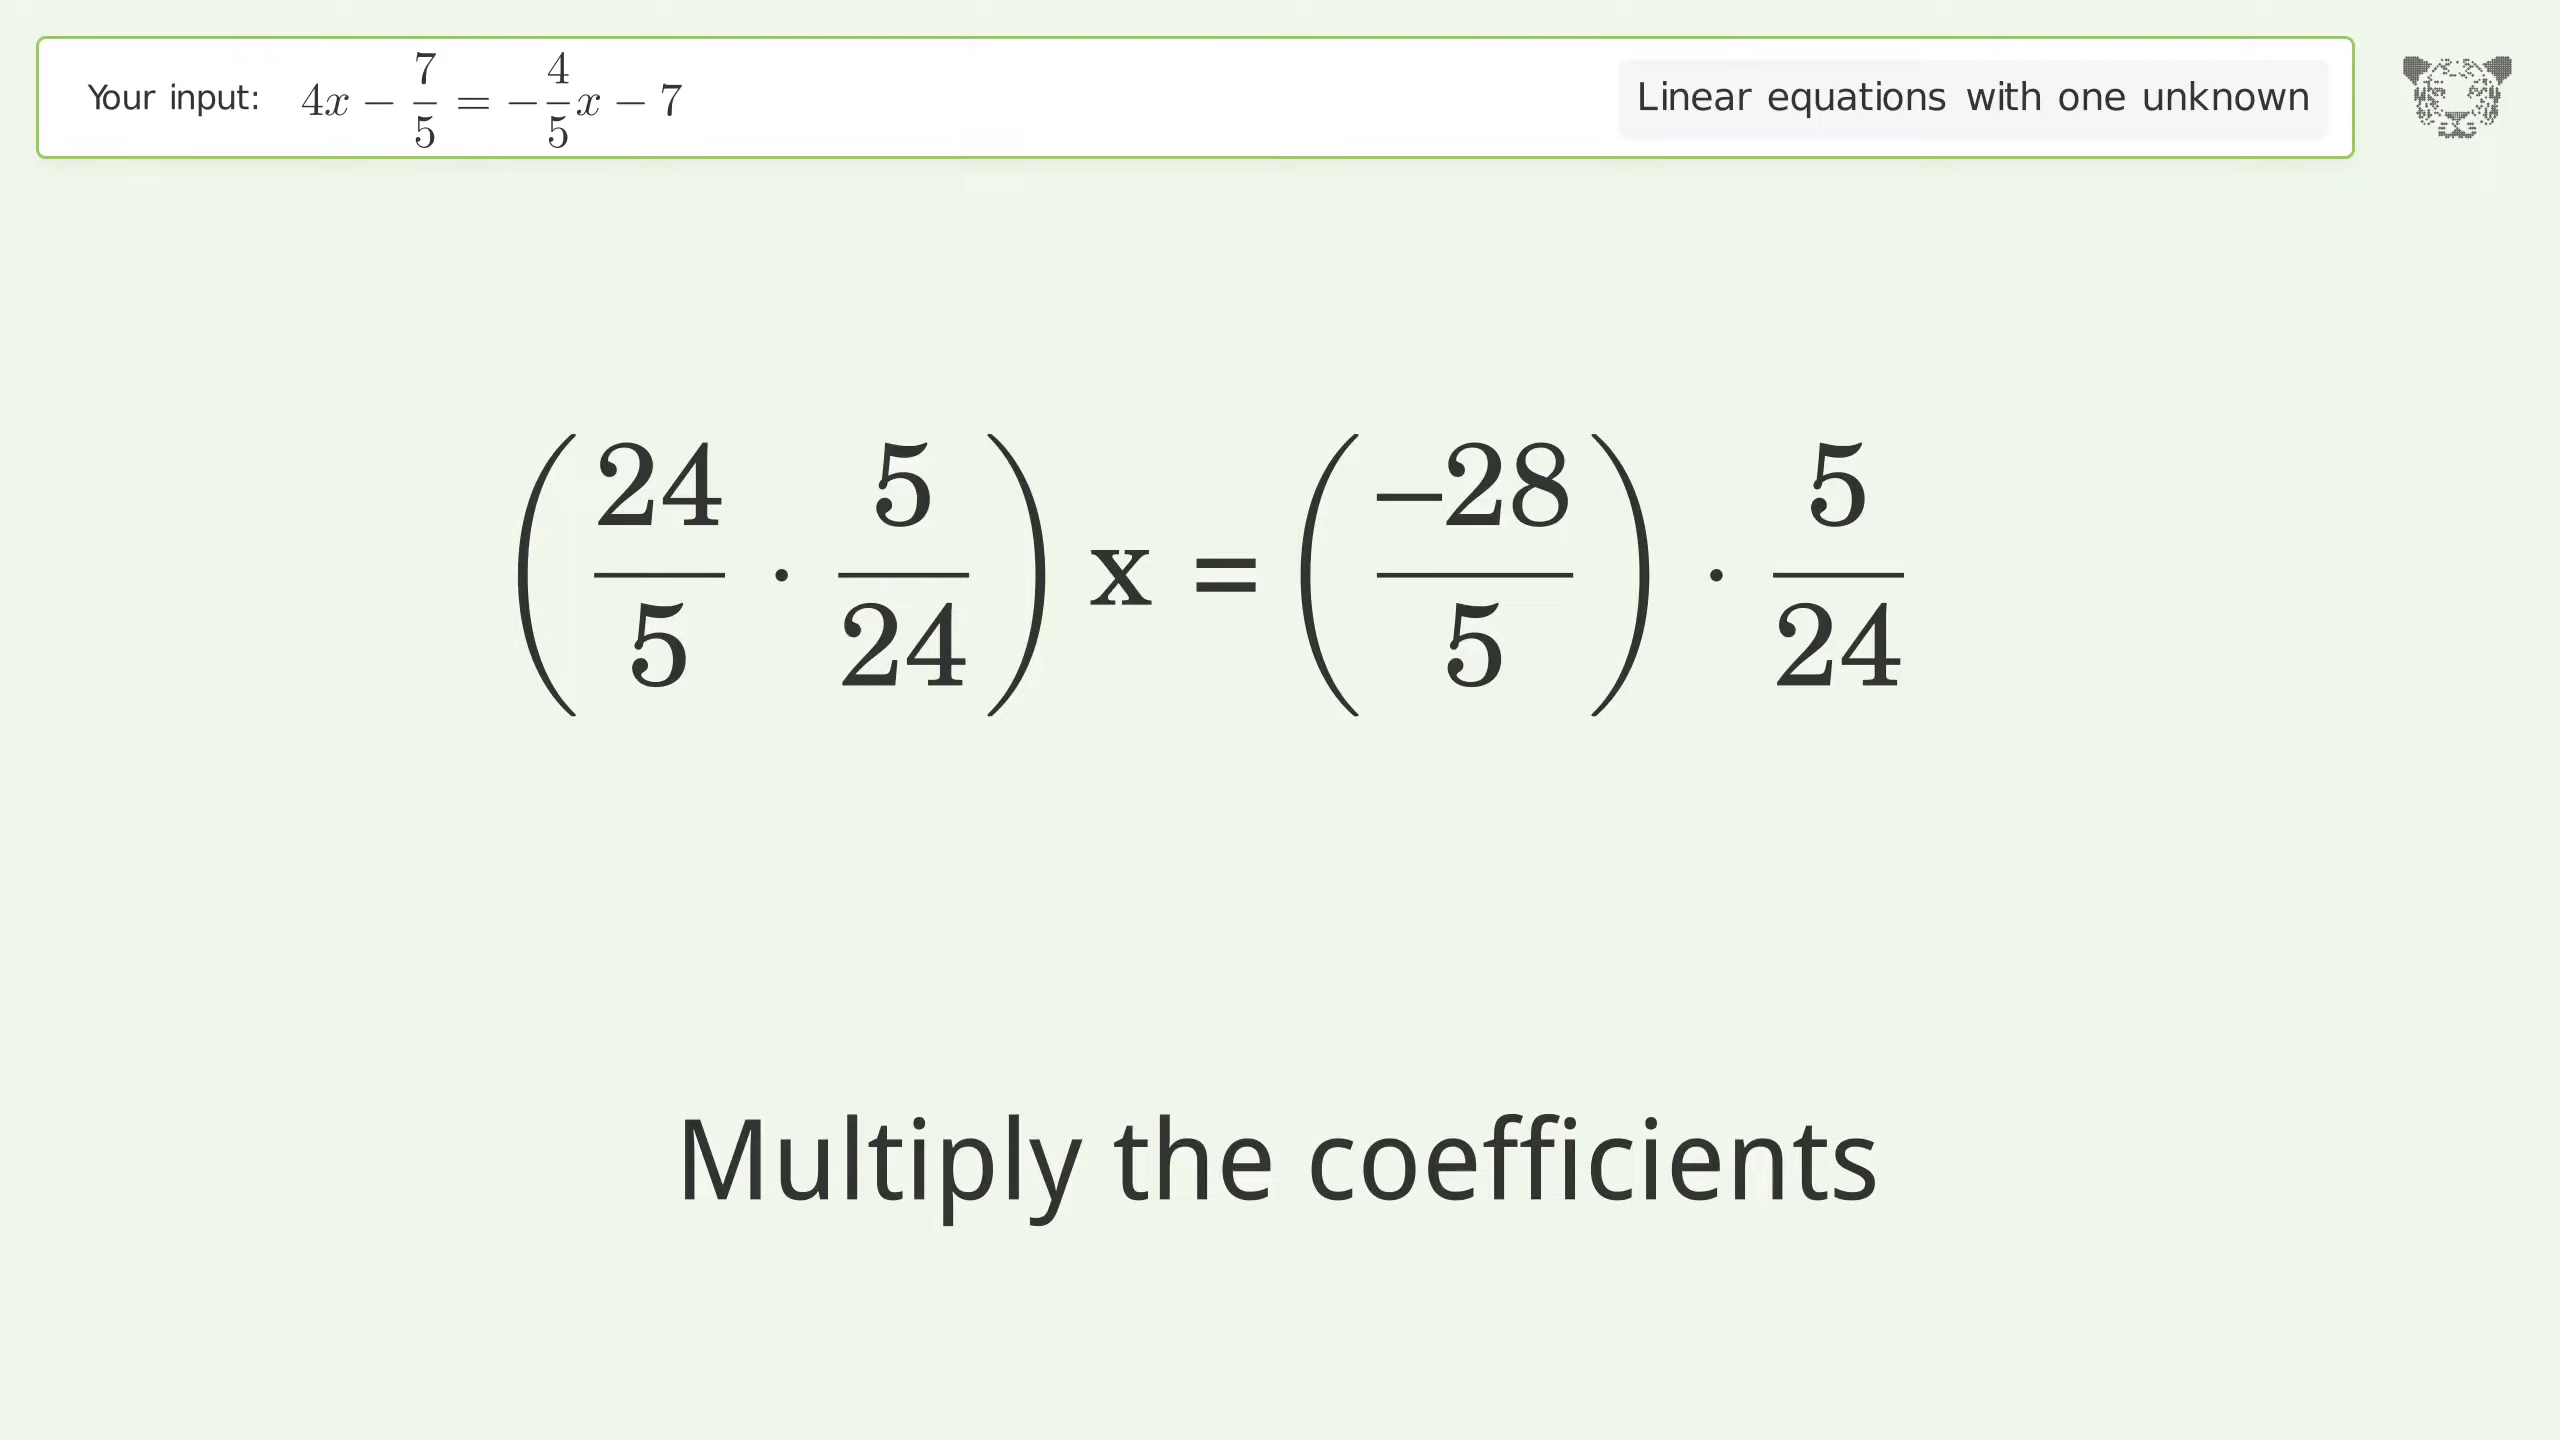 Your input: 4x − 7/5 = −4/5x − 7
Linear equations with one unknown
(24/5 · 5/24) x = (−28/5) · 5/24
Multiply the coefficients